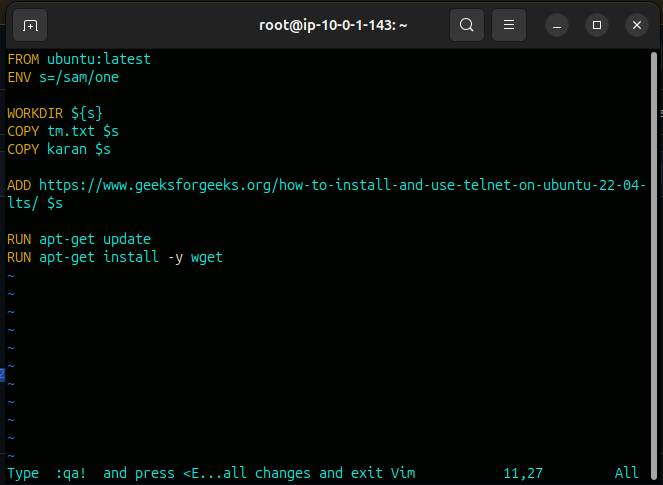 root@ip-10-0-1-143: ~
FROM ubuntu:latest
ENV s=/sam/one
WORKDIR ${s}
COPY tm.txt $s
COPY karan $s
ADD https://www.geeksforgeeks.org/how-to-install-and-use-telnet-on-ubuntu-22-04-
lts/ $s
RUN apt-get update
RUN apt-get install -y wget
~
~
~
~
~
~
~
~
~
~
~
Type  :qa!  and press <E...all changes and exit Vim 11,27 All